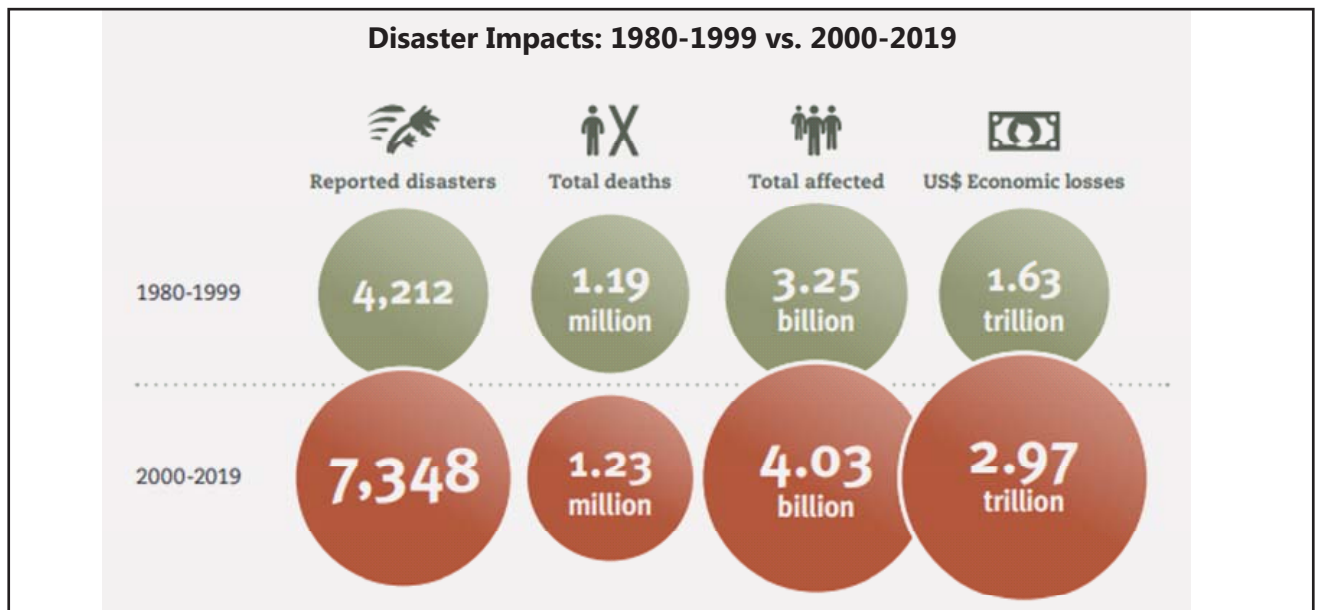 Disaster Impacts: 1980-1999 vs. 2000-2019
Reported disasters
Total deaths
Total affected
US$ Economic losses
1980-1999
4,212
1.19
million
3.25
billion
1.63
trillion
2000-2019
7,348
1.23
million
4.03
billion
2.97
trillion